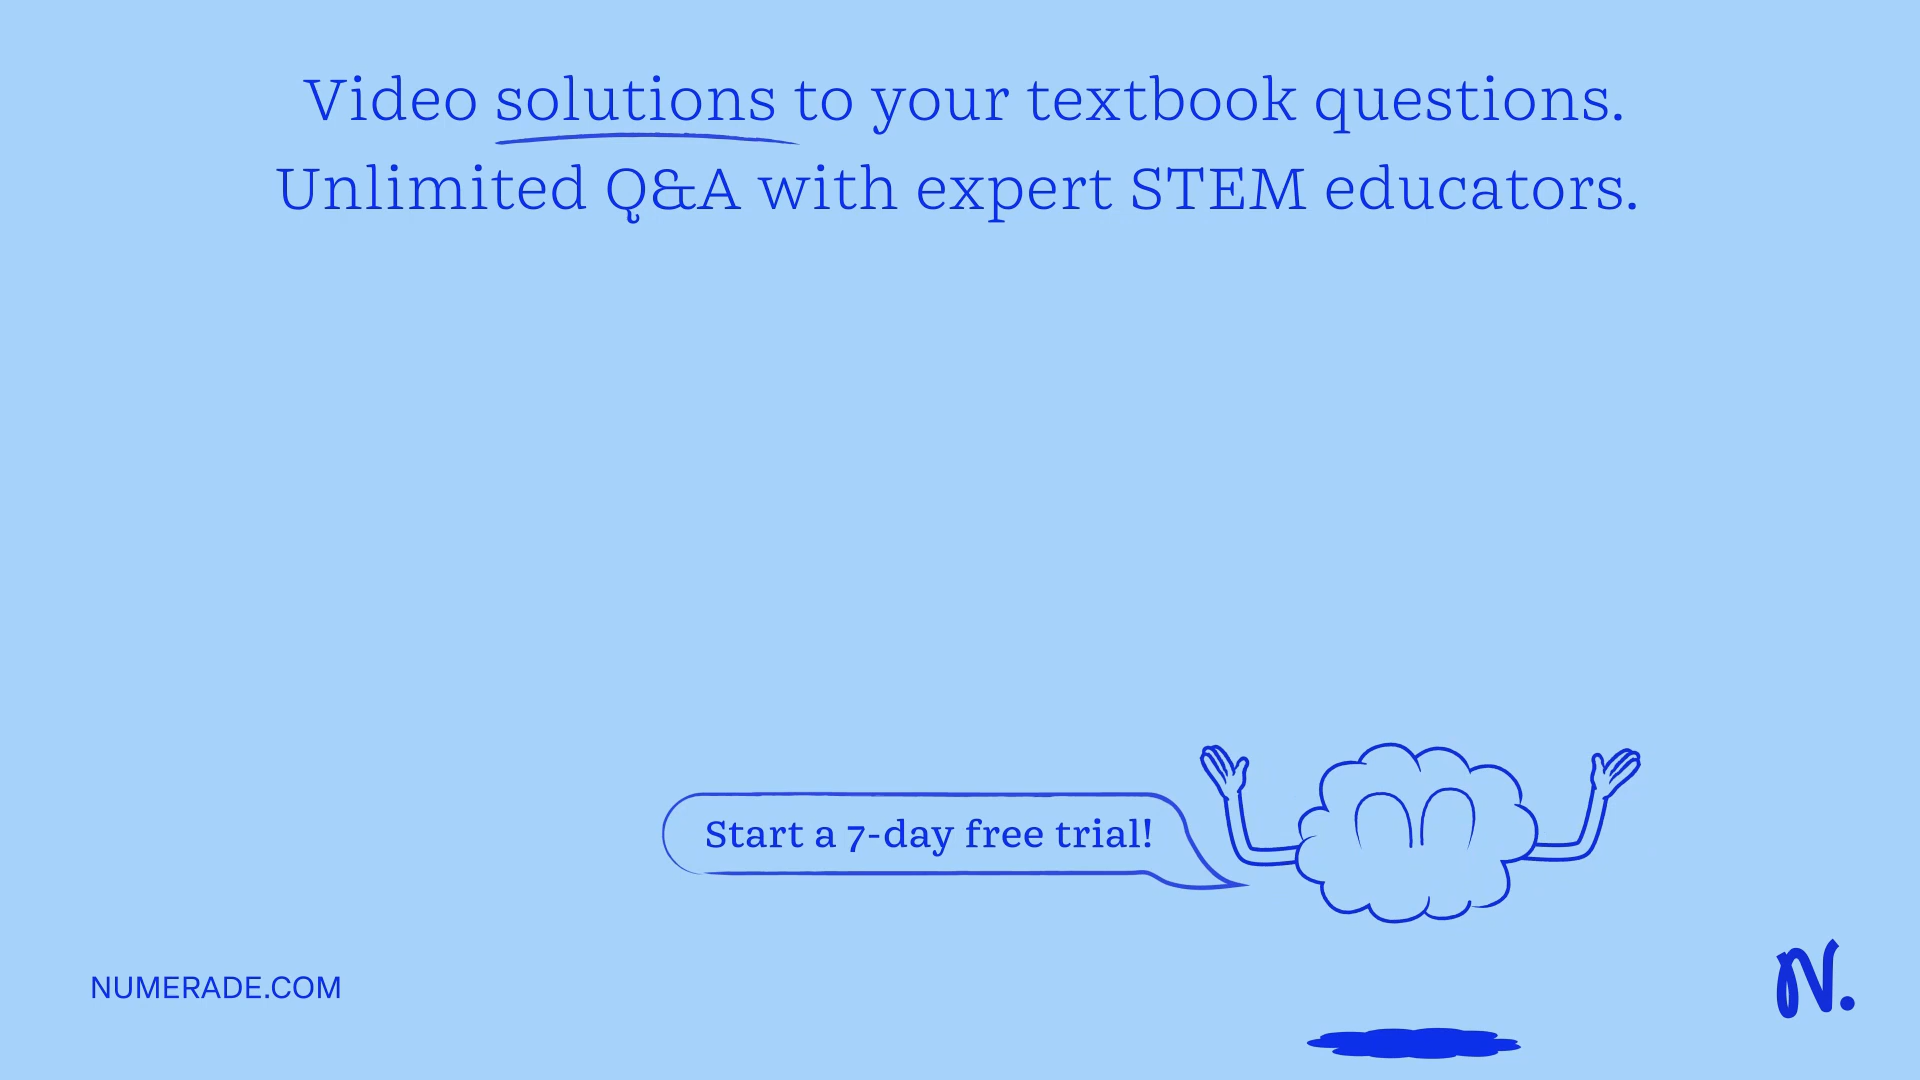 Video solutions to your textbook questions.
Unlimited Q&A with expert STEM educators.
Start a 7-day free trial!
NUMERADE.COM
N.